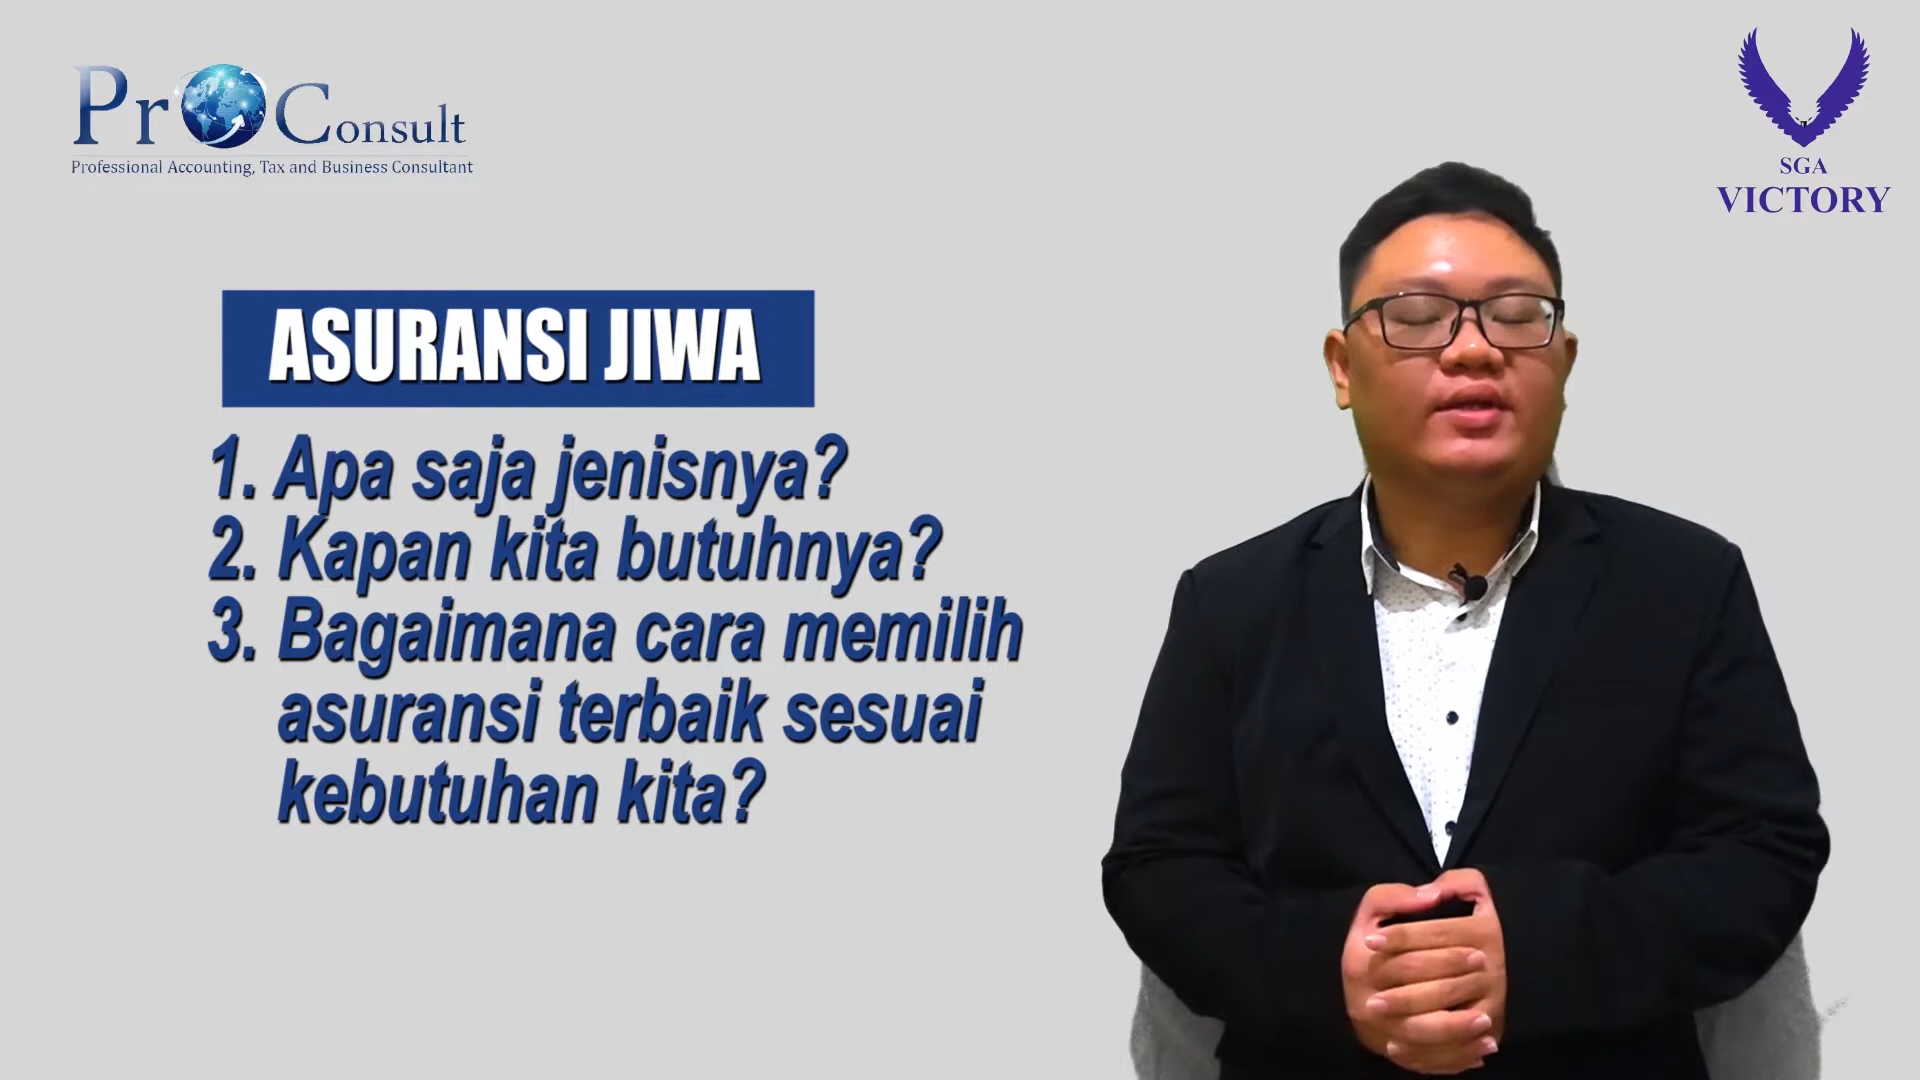 ProConsult
Professional Accounting, Tax and Business Consultant
SGA
VICTORY
ASURANSI JIWA
1. Apa saja jenisnya?
2. Kapan kita butuhnya?
3. Bagaimana cara memilih
asuransi terbaik sesuai
kebutuhan kita?